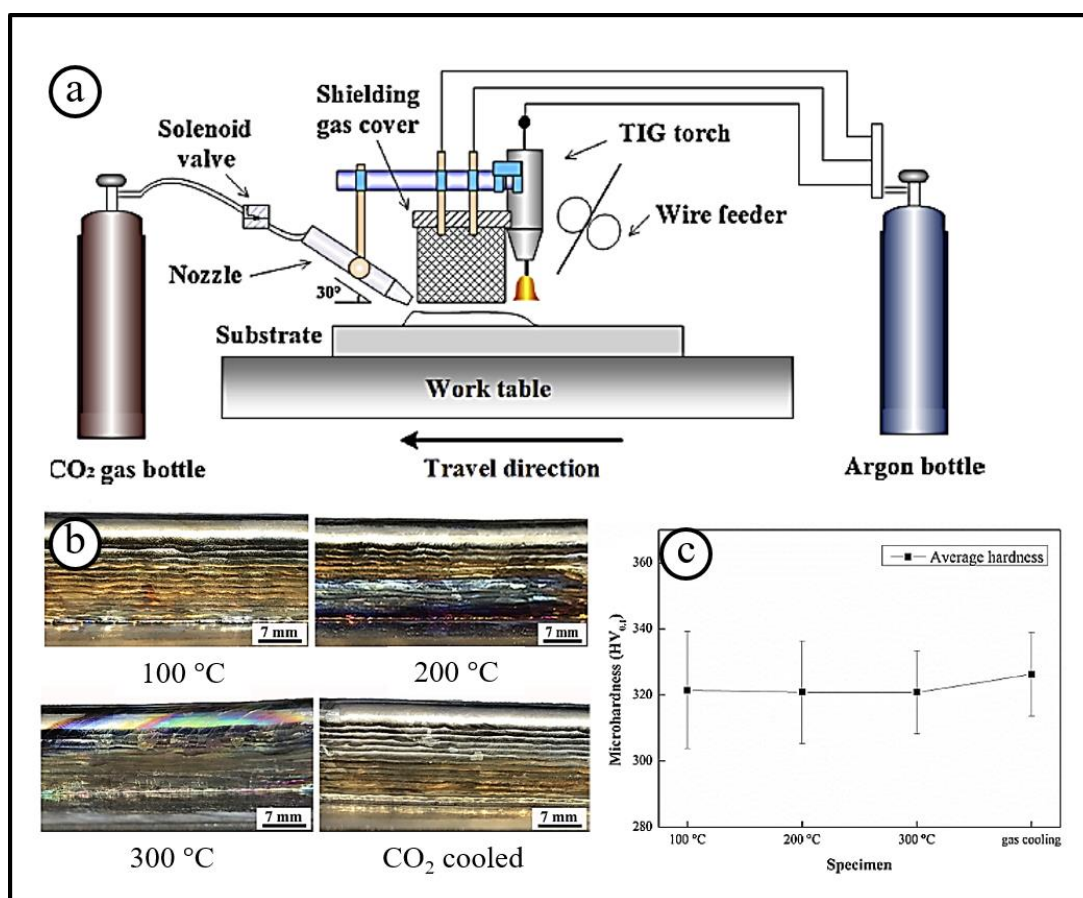 a
Shielding
gas cover
Solenoid
valve
TIG torch
Wire feeder
Nozzle
30°
Substrate
Work table
CO₂ gas bottle
Travel direction
Argon bottle
b
7 mm
7 mm
100 °C
200 °C
7 mm
7 mm
300 °C
CO₂ cooled
c
Average hardness
Microhardness (HV₀.₁)
360
340
320
300
280
100 °C
200 °C
300 °C
gas cooling
Specimen